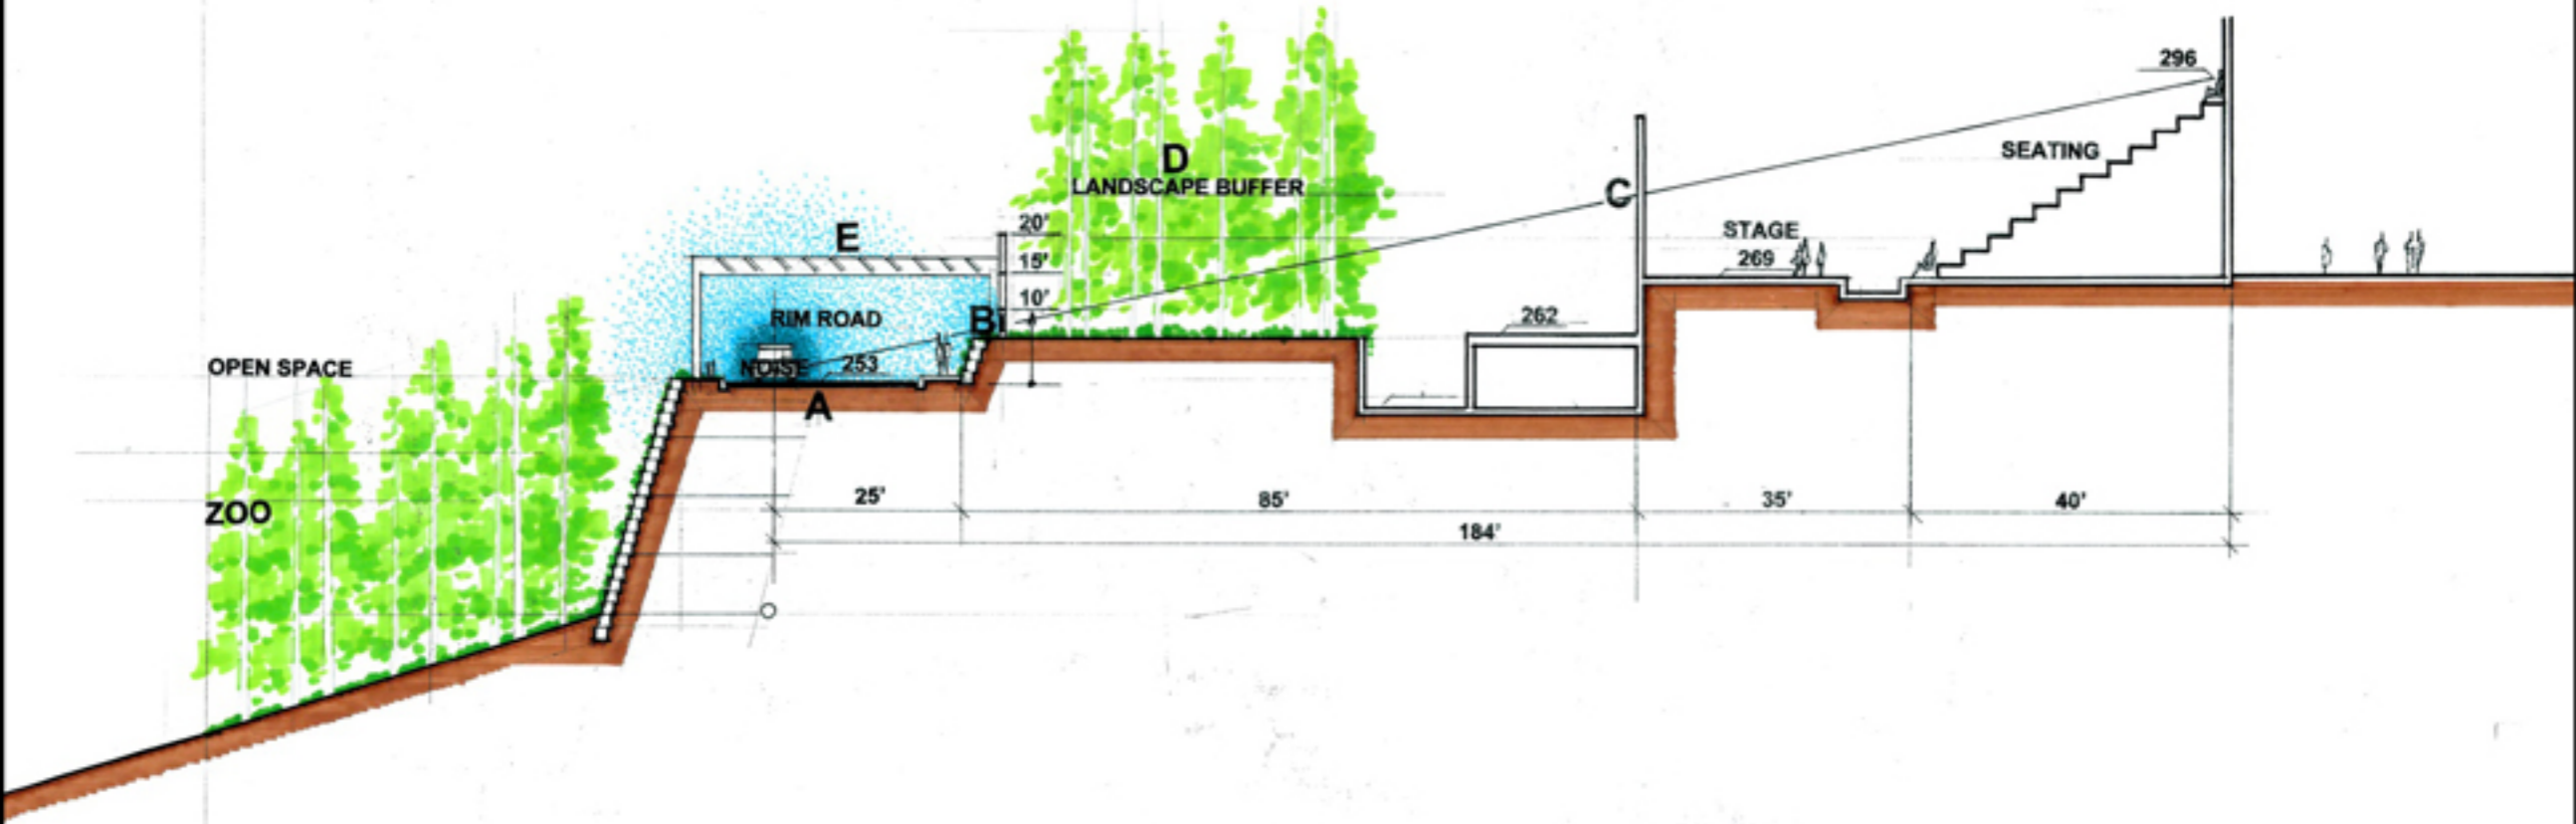 296
D
SEATING
LANDSCAPE BUFFER
C
20'
STAGE
E
15'
269
10'
RIM ROAD
B
262
OPEN SPACE
NOISE
253
A
25'
85'
35'
40'
ZOO
184'